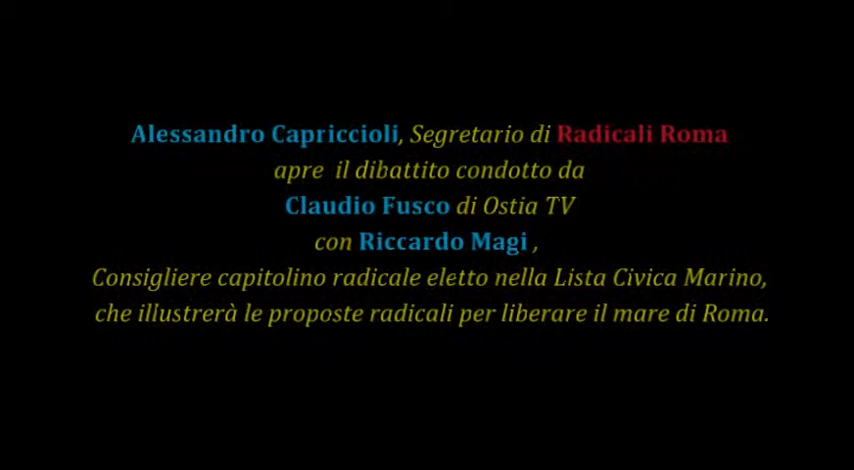 Alessandro Capriccioli, Segretario di Radicali Roma
apre il dibattito condotto da
Claudio Fusco di Ostia TV
con Riccardo Magi ,
Consigliere capitolino radicale eletto nella Lista Civica Marino,
che illustrerà le proposte radicali per liberare il mare di Roma.